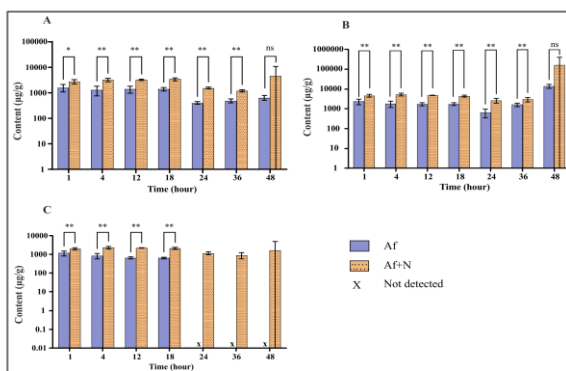 A
* ** ** ** ** ** ns
100000
10000
1000
100
10
1
Content (µg/g)
1 4 12 18 24 36 48
Time (hour)
B
** ** ** ** ** ** ns
1000000
100000
10000
1000
100
10
1
Content (µg/g)
1 4 12 18 24 36 48
Time (hour)
C
** ** ** **
10000
1000
100
10
1
0.1
0.01
Content (µg/g)
x x x
1 4 12 18 24 36 48
Time (hour)
Af
Af+N
X Not detected